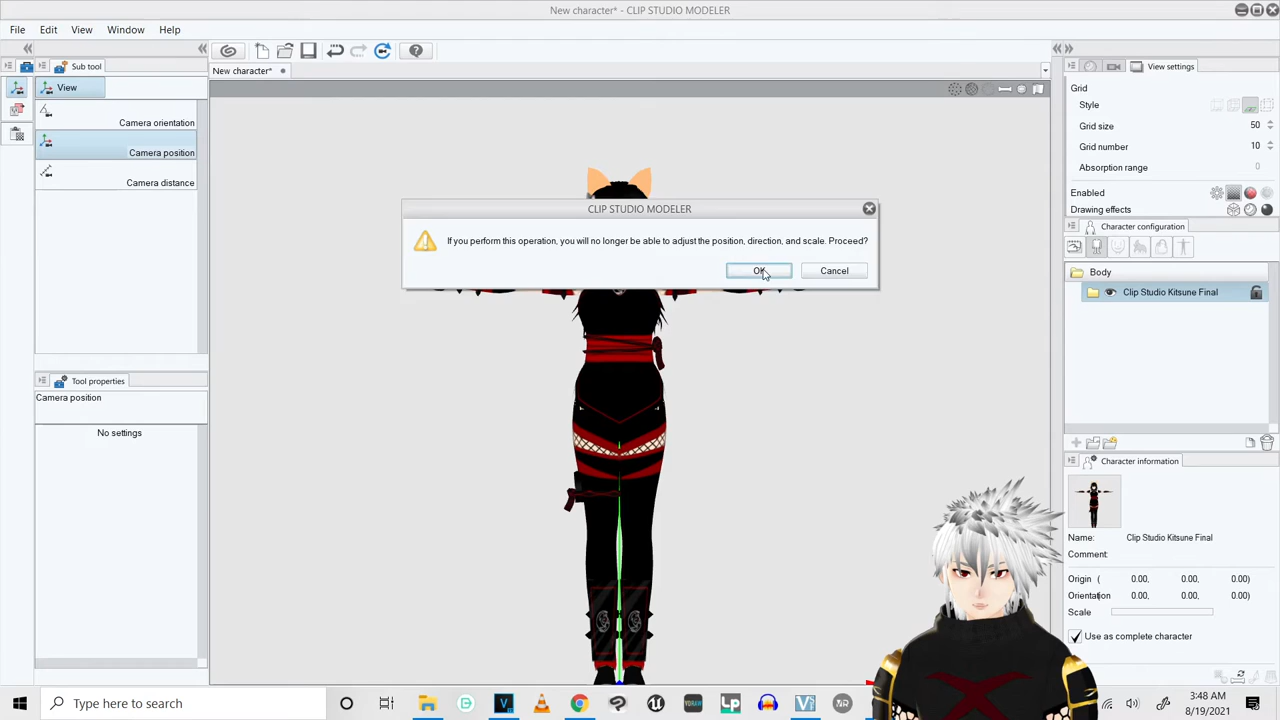 New character* - CLIP STUDIO MODELER
File Edit View Window Help
Sub tool
New character*
View settings
View
Grid
Style
Camera orientation
Grid size 50
Camera position
Grid number 10
Absorption range 0
Camera distance
Enabled
Drawing effects
CLIP STUDIO MODELER
Character configuration
If you perform this operation, you will no longer be able to adjust the position, direction, and scale. Proceed?
OK Cancel
Body
Clip Studio Kitsune Final
Tool properties
Camera position
No settings
Character information
Name: Clip Studio Kitsune Final
Comment:
Origin ( 0.00, 0.00, 0.00)
Orientation 0.00, 0.00, 0.00)
Scale
Use as complete character
Type here to search
3:48 AM
8/19/2021